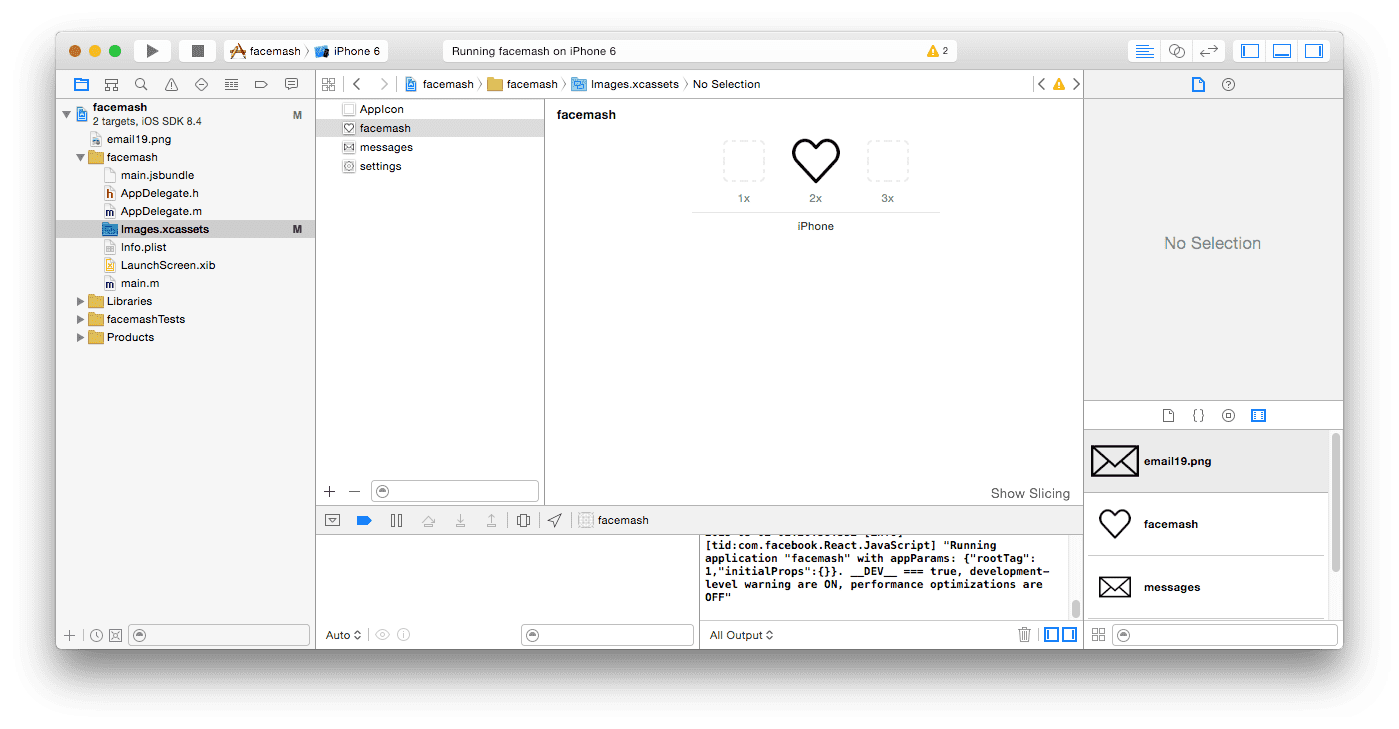 facemash
iPhone 6
Running facemash on iPhone 6
2
facemash
2 targets, iOS SDK 8.4
M
email19.png
facemash
main.jsbundle
AppDelegate.h
AppDelegate.m
Images.xcassets
M
Info.plist
LaunchScreen.xib
main.m
Libraries
facemashTests
Products
facemash
facemash
Images.xcassets
No Selection
AppIcon
facemash
messages
settings
facemash
1x
2x
3x
iPhone
Show Slicing
facemash
[tid:com.facebook.React.JavaScript] "Running
application "facemash" with appParams: {"rootTag":
1,"initialProps":{}}. __DEV__ === true, development-
level warning are ON, performance optimizations are
OFF"
Auto
All Output
No Selection
email19.png
facemash
messages